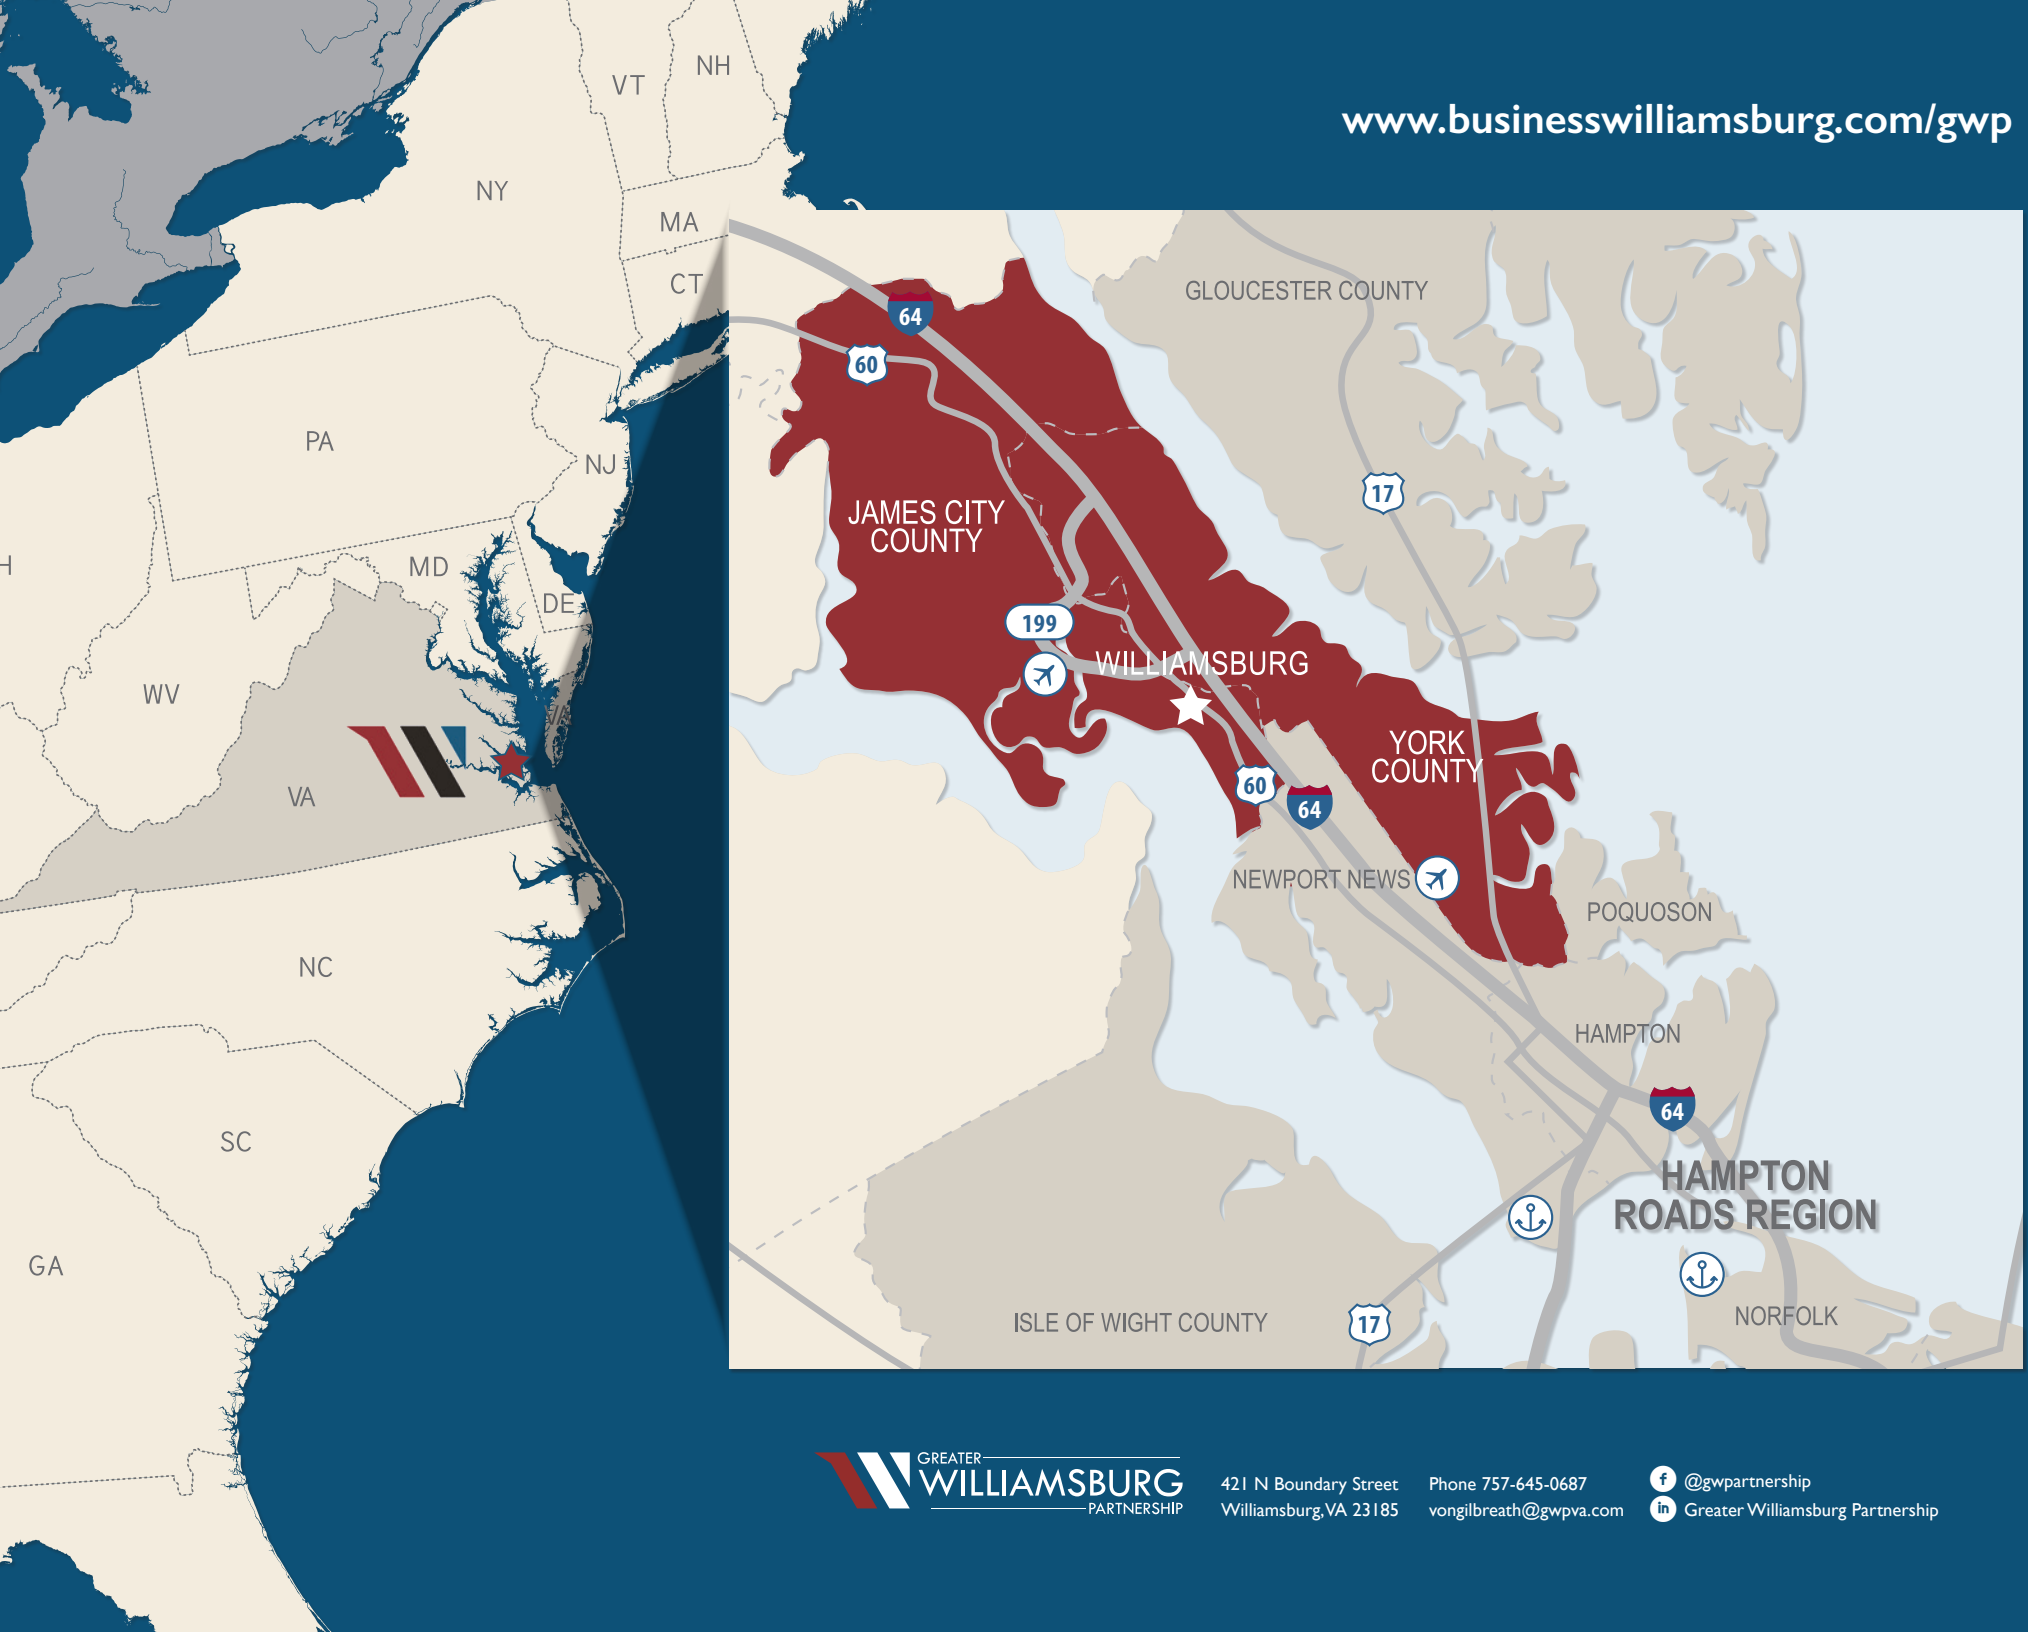 www.businesswilliamsburg.com/gwp
VT
NH
NY
MA
CT
PA
NJ
H
MD
DE
WV
VA
VA
NC
SC
GA
GLOUCESTER COUNTY
64
60
17
JAMES CITY
COUNTY
199
WILLIAMSBURG
YORK
COUNTY
60
64
NEWPORT NEWS
POQUOSON
HAMPTON
64
HAMPTON
ROADS REGION
ISLE OF WIGHT COUNTY
17
NORFOLK
GREATER
WILLIAMSBURG
PARTNERSHIP
421 N Boundary Street
Williamsburg, VA 23185
Phone 757-645-0687
vongilbreath@gwpva.com
f @gwpartnership
in Greater Williamsburg Partnership